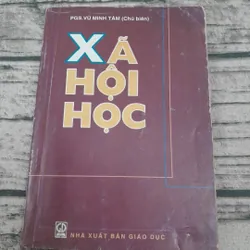 PGS VŨ MINH TÂM (Chủ biên)
XÃ
HỘI
HỌC
NHÀ XUẤT BẢN GIÁO DỤC